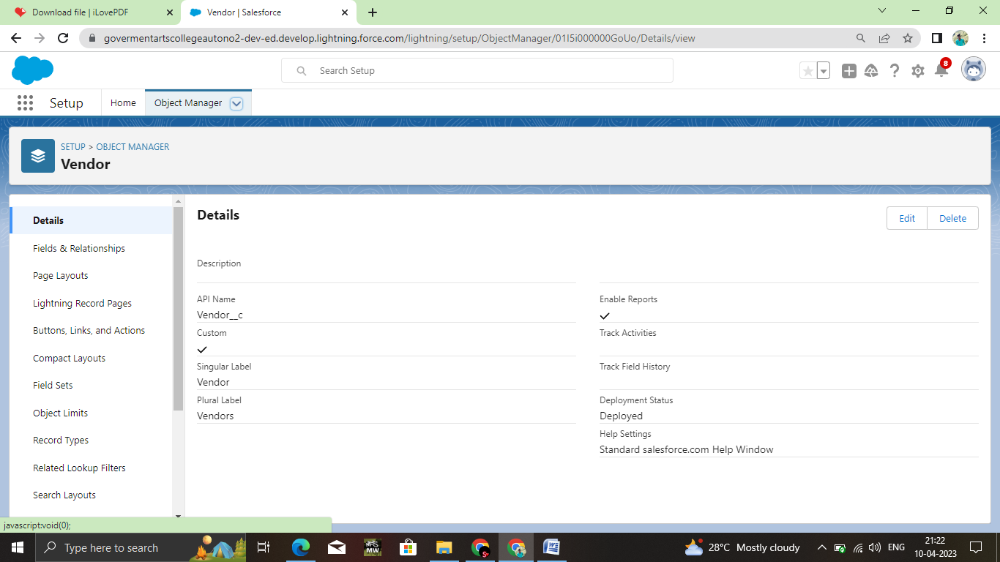 Download file | iLovePDF
Vendor | Salesforce
govermentartscollegeautono2-dev-ed.develop.lightning.force.com/lightning/setup/ObjectManager/01I5i000000GoUo/Details/view
Search Setup
8
Setup
Home
Object Manager
SETUP > OBJECT MANAGER
Vendor
Details
Fields & Relationships
Page Layouts
Lightning Record Pages
Buttons, Links, and Actions
Compact Layouts
Field Sets
Object Limits
Record Types
Related Lookup Filters
Search Layouts
Details
Edit
Delete
Description
API Name
Vendor__c
Custom
Singular Label
Vendor
Plural Label
Vendors
Enable Reports
Track Activities
Track Field History
Deployment Status
Deployed
Help Settings
Standard salesforce.com Help Window
javascript:void(0);
Type here to search
MW
S
W
28°C Mostly cloudy
ENG
21:22
10-04-2023